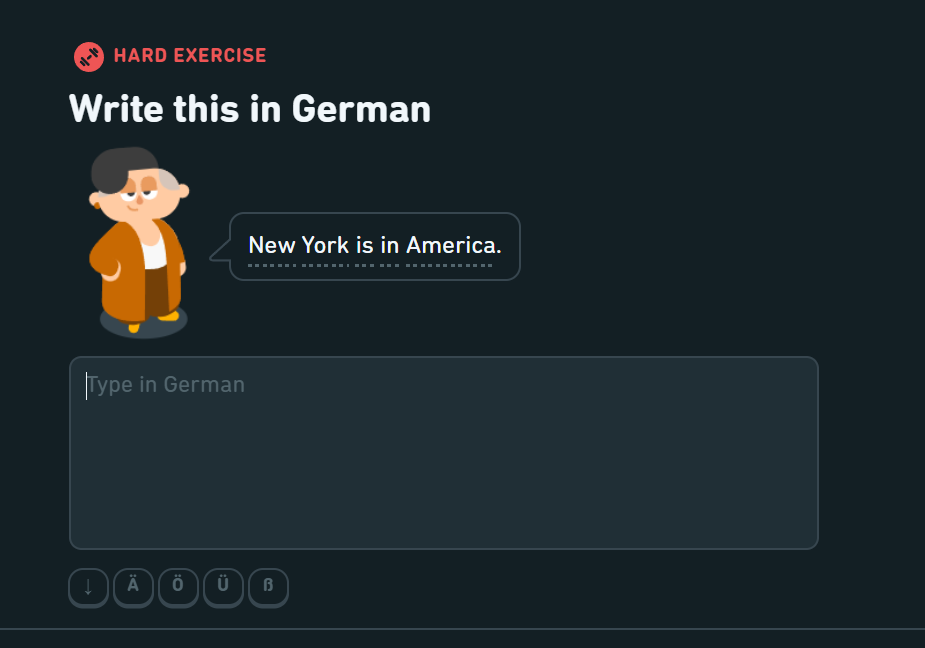 HARD EXERCISE
Write this in German
New York is in America.
Type in German
↓ Ä Ö Ü ß